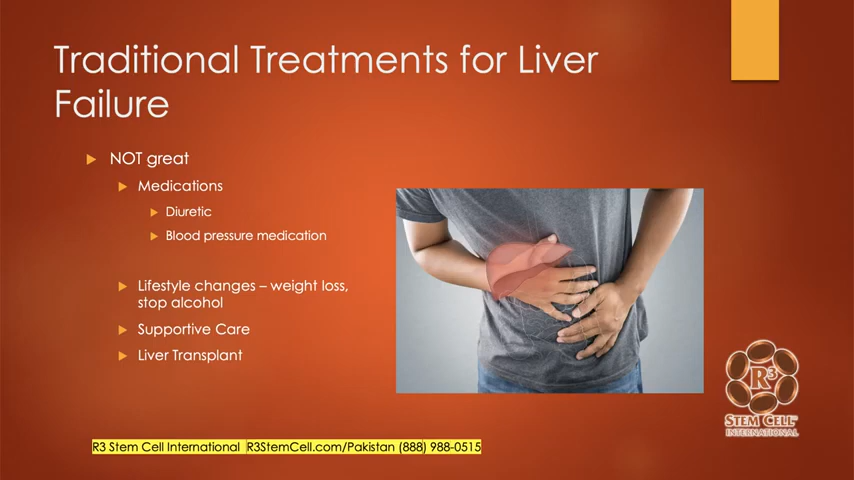 Traditional Treatments for Liver
Failure
NOT great
Medications
Diuretic
Blood pressure medication
Lifestyle changes – weight loss,
stop alcohol
Supportive Care
Liver Transplant
R³
STEM CELL™
INTERNATIONAL
R3 Stem Cell International R3StemCell.com/Pakistan (888) 988-0515